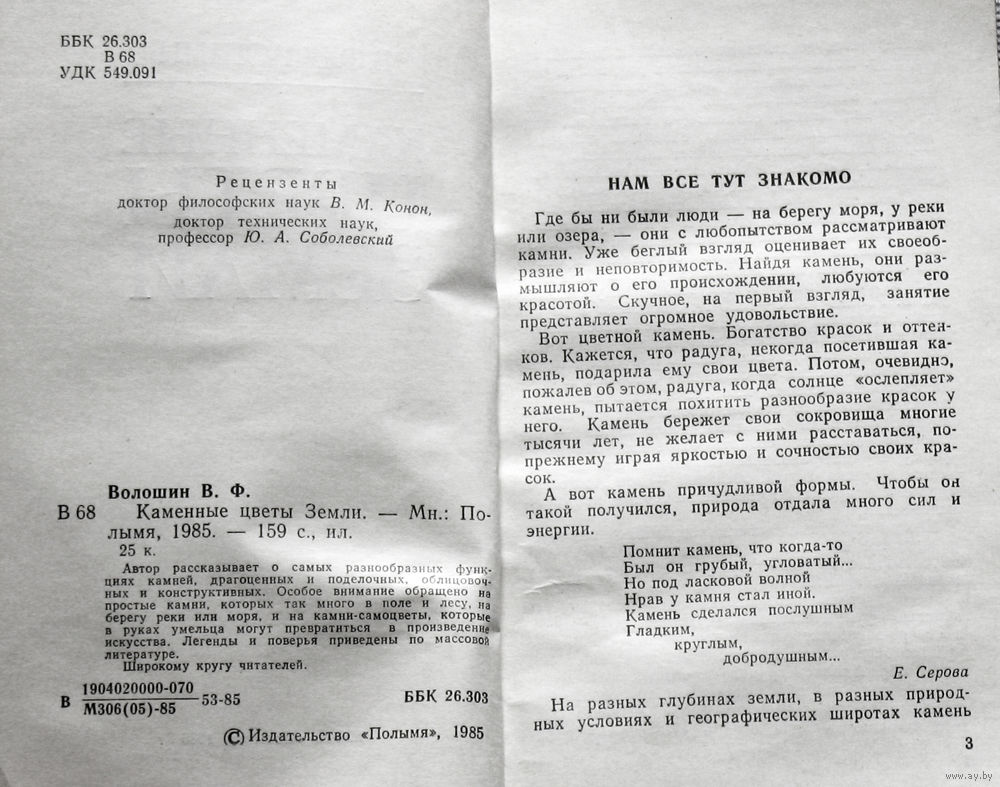 ББК 26.303
В 68
УДК 549.091
Рецензенты
доктор философских наук В. М. Конон,
доктор технических наук,
профессор Ю. А. Соболевский
Волошин В. Ф.
В 68 Каменные цветы Земли. — Мн.: По-
лымя, 1985. — 159 с., ил.
25 к.
Автор рассказывает о самых разнообразных функ-
циях камней, драгоценных и поделочных, облицовоч-
ных и конструктивных. Особое внимание обращено на
простые камни, которых так много в поле и лесу, на
берегу реки или моря, и на камни-самоцветы, которые
в руках умельца могут превратиться в произведение
искусства. Легенды и поверья приведены по массовой
литературе.
Широкому кругу читателей.
В 1904020000-070 53-85 ББК 26.303
М306(05)-85
© Издательство «Полымя», 1985
НАМ ВСЕ ТУТ ЗНАКОМО
Где бы ни были люди — на берегу моря, у реки
или озера, — они с любопытством рассматривают
камни. Уже беглый взгляд оценивает их своеоб-
разие и неповторимость. Найдя камень, они раз-
мышляют о его происхождении, любуются его
красотой. Скучное, на первый взгляд, занятие
представляет огромное удовольствие.
Вот цветной камень. Богатство красок и оттен-
ков. Кажется, что радуга, некогда посетившая ка-
мень, подарила ему свои цвета. Потом, очевидно,
пожалев об этом, радуга, когда солнце «ослепляет»
камень, пытается похитить разнообразие красок у
него. Камень бережет свои сокровища многие
тысячи лет, не желает с ними расставаться, по-
прежнему играя яркостью и сочностью своих кра-
сок.
А вот камень причудливой формы. Чтобы он
такой получился, природа отдала много сил и
энергии.
Помнит камень, что когда-то
Был он грубый, угловатый...
Но под ласковой волной
Нрав у камня стал иной.
Камень сделался послушным
Гладким,
круглым,
добродушным...
Е. Серова
На разных глубинах земли, в разных природ-
ных условиях и географических широтах камень
3
www.ay.by